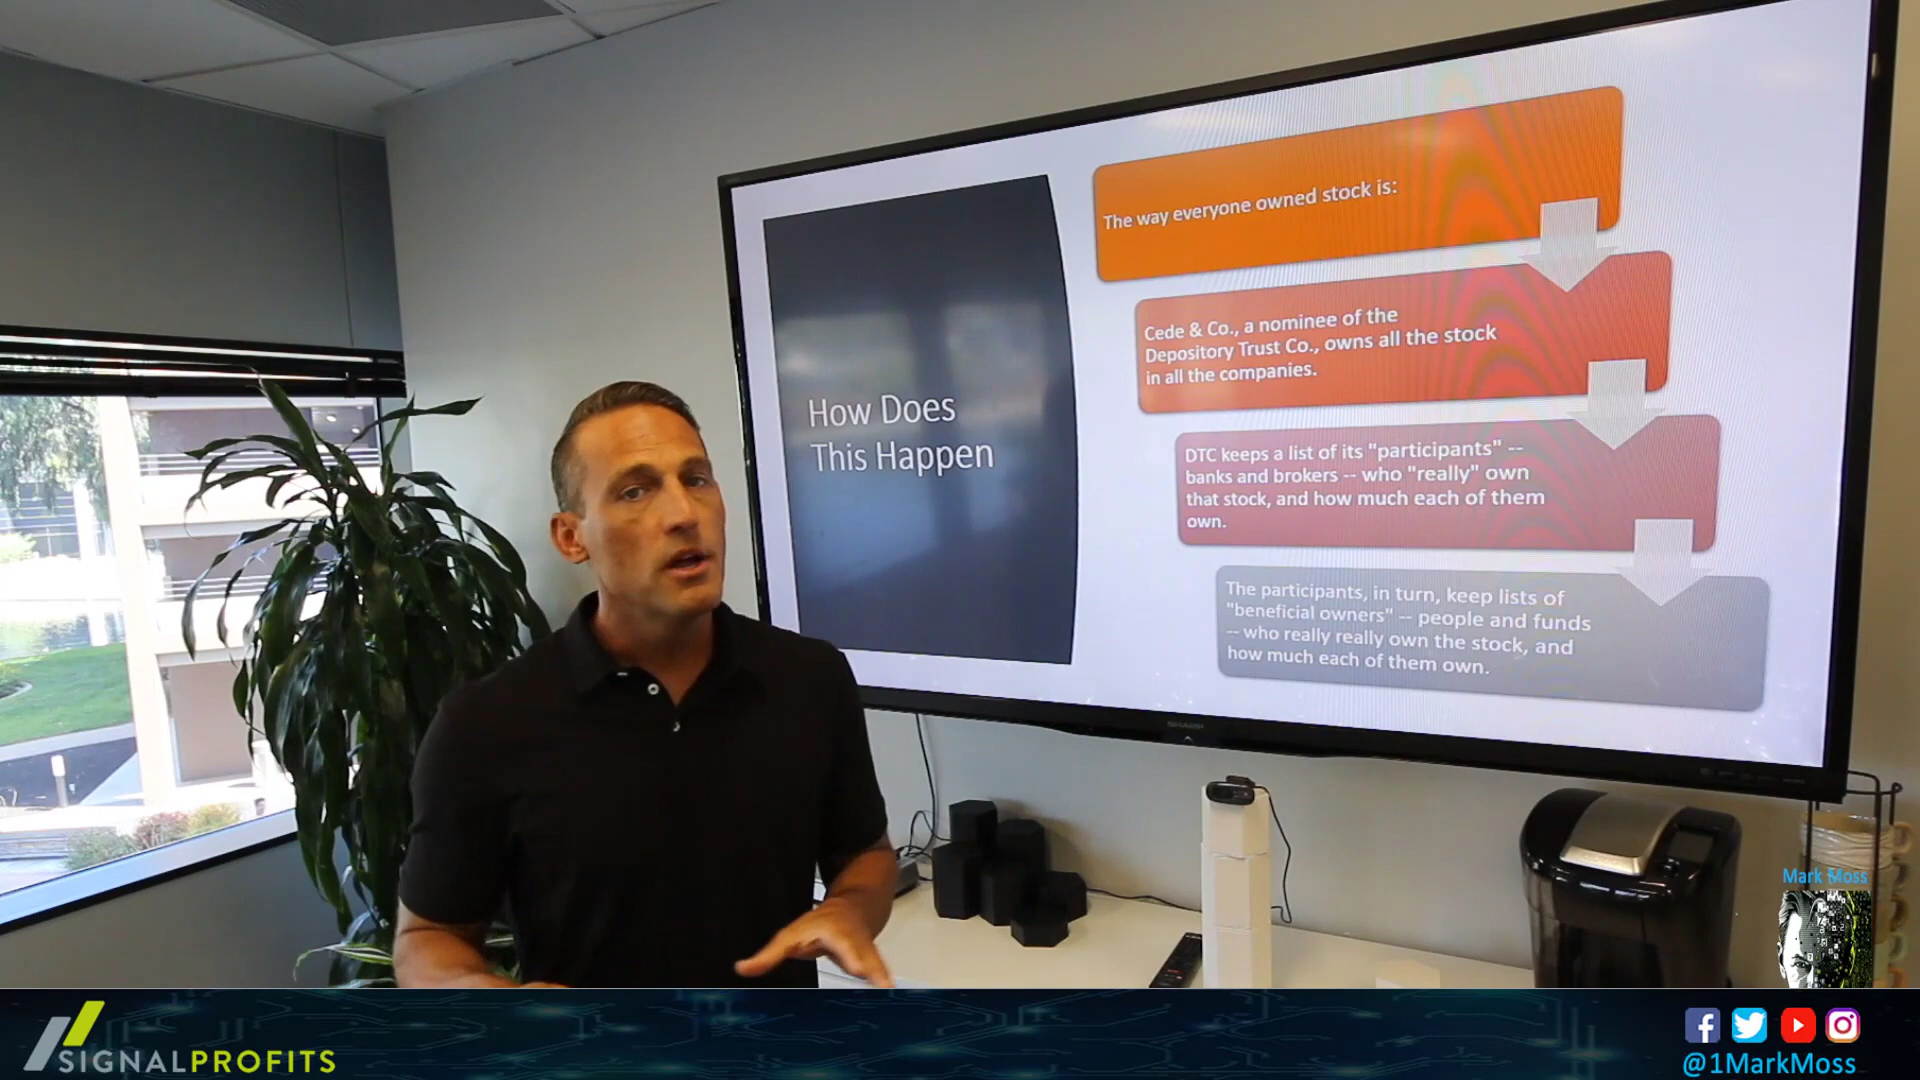 How Does
This Happen
The way everyone owned stock is:
Cede & Co., a nominee of the
Depository Trust Co., owns all the stock
in all the companies.
DTC keeps a list of its "participants" --
banks and brokers -- who "really" own
that stock, and how much each of them
own.
The participants, in turn, keep lists of
"beneficial owners" -- people and funds
-- who really really own the stock, and
how much each of them own.
SHARP
Mark Moss
SIGNALPROFITS
@1MarkMoss